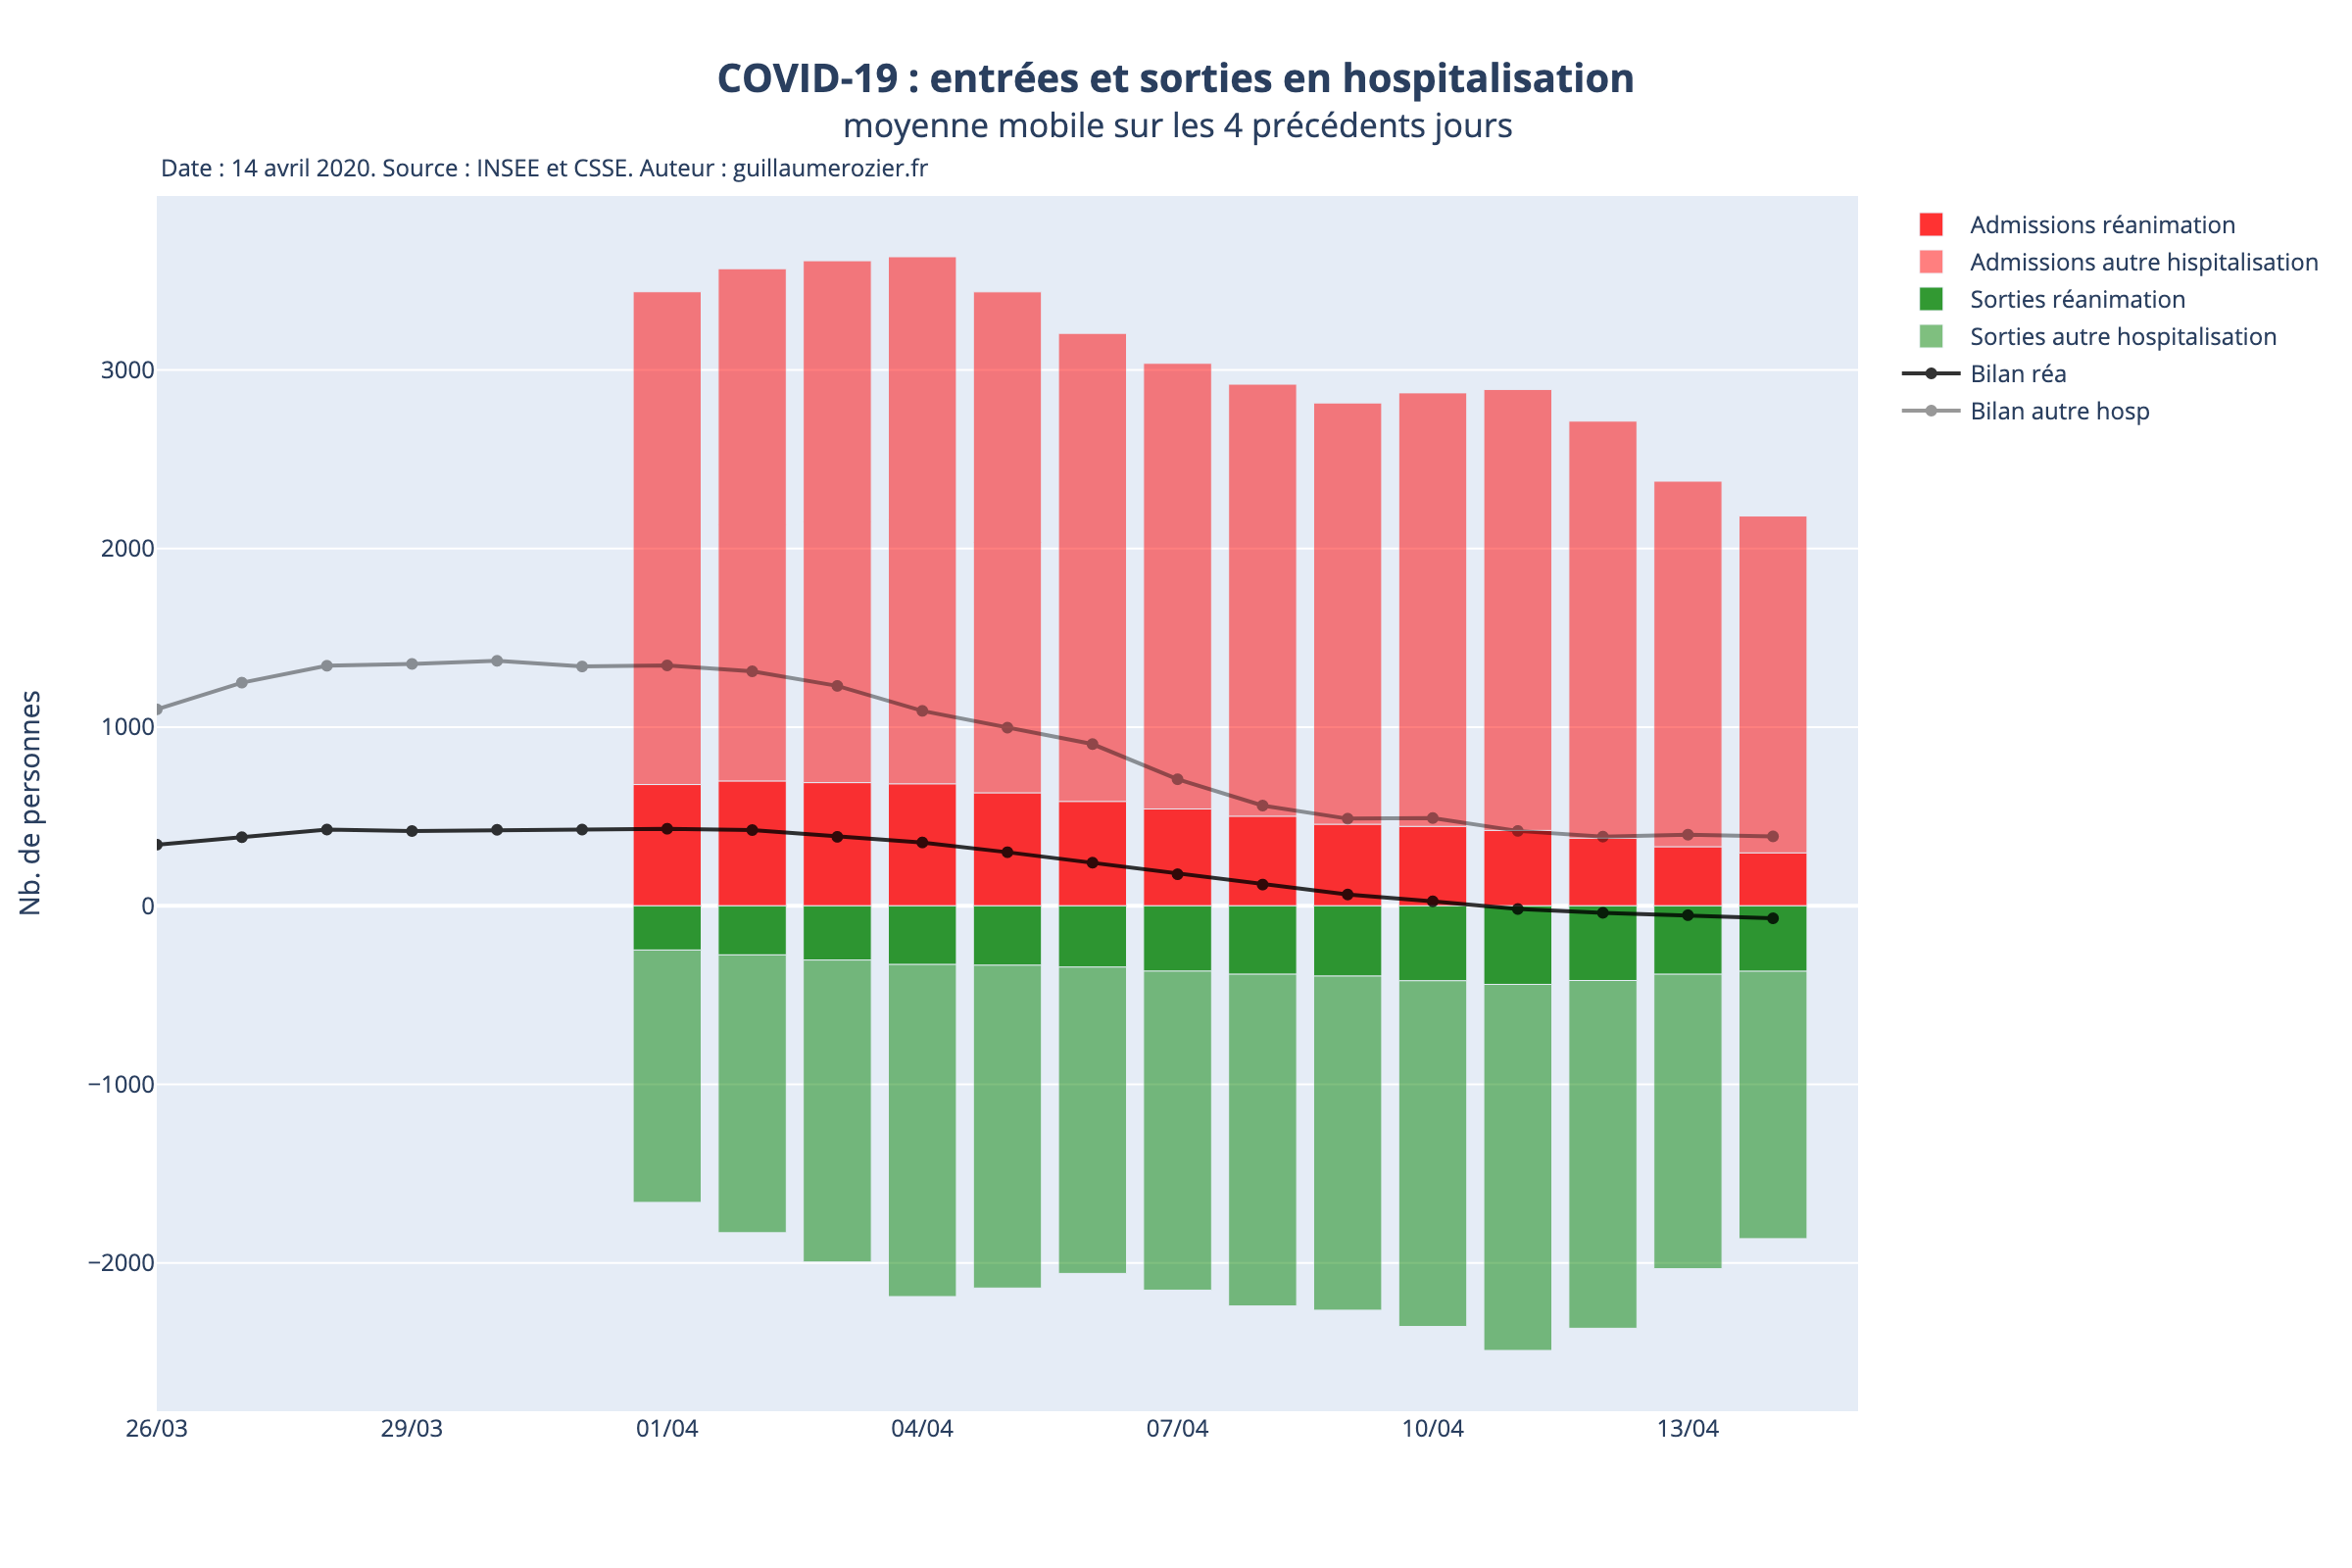 COVID-19 : entrées et sorties en hospitalisation
moyenne mobile sur les 4 précédents jours
Date : 14 avril 2020. Source : INSEE et CSSE. Auteur : guillaumerozier.fr
Admissions réanimation
Admissions autre hispitalisation
Sorties réanimation
Sorties autre hospitalisation
Bilan réa
Bilan autre hosp
Nb. de personnes
3000
2000
1000
0
−1000
−2000
26/03 29/03 01/04 04/04 07/04 10/04 13/04